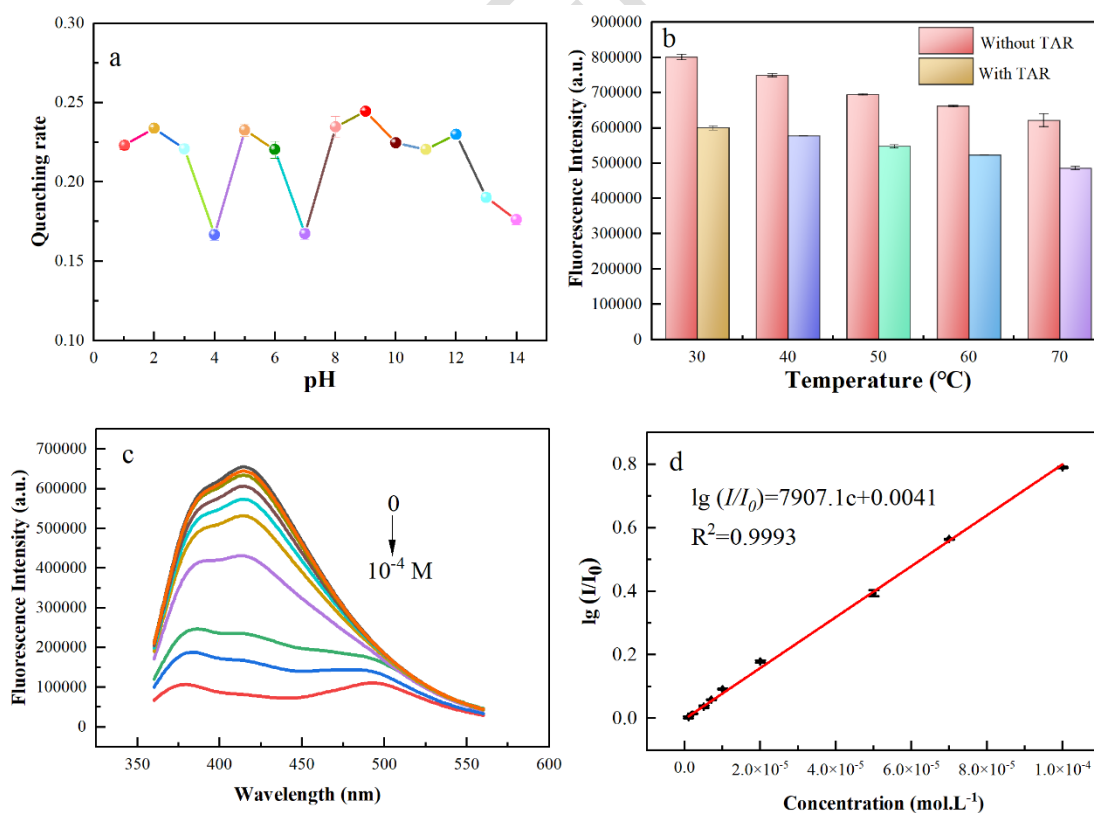 a
0.30
0.25
0.20
0.15
0.10
Quenching rate
0 2 4 6 8 10 12 14
pH
b
Without TAR
With TAR
900000
800000
700000
600000
500000
400000
300000
200000
100000
0
Fluorescence Intensity (a.u.)
30 40 50 60 70
Temperature (°C)
c
700000
600000
500000
400000
300000
200000
100000
0
Fluorescence Intensity (a.u.)
0
10⁻⁴ M
350 400 450 500 550 600
Wavelength (nm)
d
lg (I/I₀)=7907.1c+0.0041
R²=0.9993
0.8
0.6
0.4
0.2
0.0
lg (I/I₀)
0.0 2.0×10⁻⁵ 4.0×10⁻⁵ 6.0×10⁻⁵ 8.0×10⁻⁵ 1.0×10⁻⁴
Concentration (mol.L⁻¹)